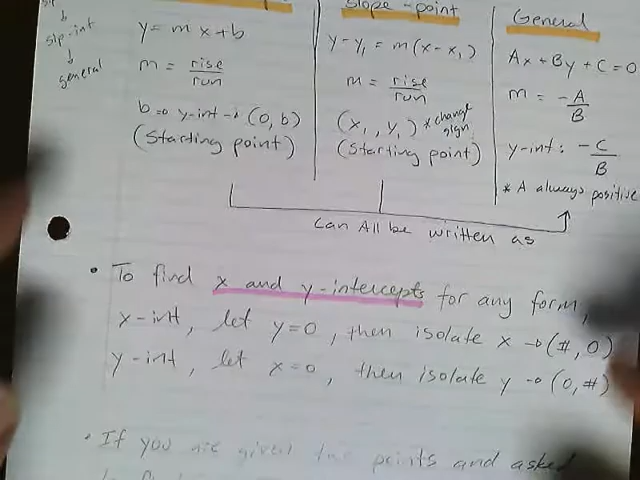 slp-int
general
Slope-point
General
y = mx + b
m = rise/run
b => y-int -> (0, b)
(Starting point)
y - y₁ = m(x - x₁)
m = rise/run
(x₁, y₁) * change sign
(Starting point)
Ax + By + C = 0
m = -A/B
y-int: -C/B
* A always positive
Can All be written as
• To find x and y-intercepts for any form,
x-int, let y=0, then isolate x -> (#, 0)
y-int, let x=0, then isolate y -> (0, #)
• If you are given two points and asked